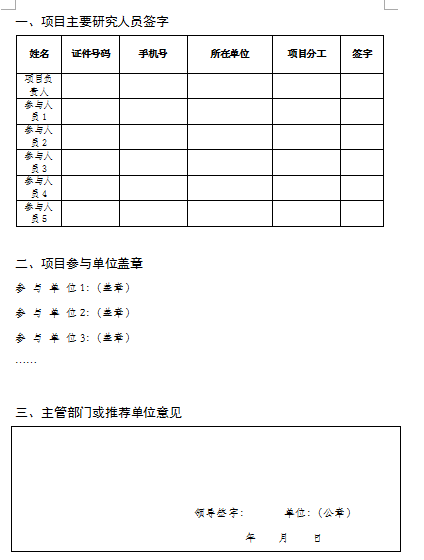 一、项目主要研究人员签字
姓名 证件号码 手机号 所在单位 项目分工 签字
项目负
责人
参与人
员1
参与人
员2
参与人
员3
参与人
员4
参与人
员5
二、项目参与单位盖章
参 与 单 位 1:（盖章）
参 与 单 位 2:（盖章）
参 与 单 位 3:（盖章）
……
三、主管部门或推荐单位意见
领导签字: 单位:（公章）
年 月 日